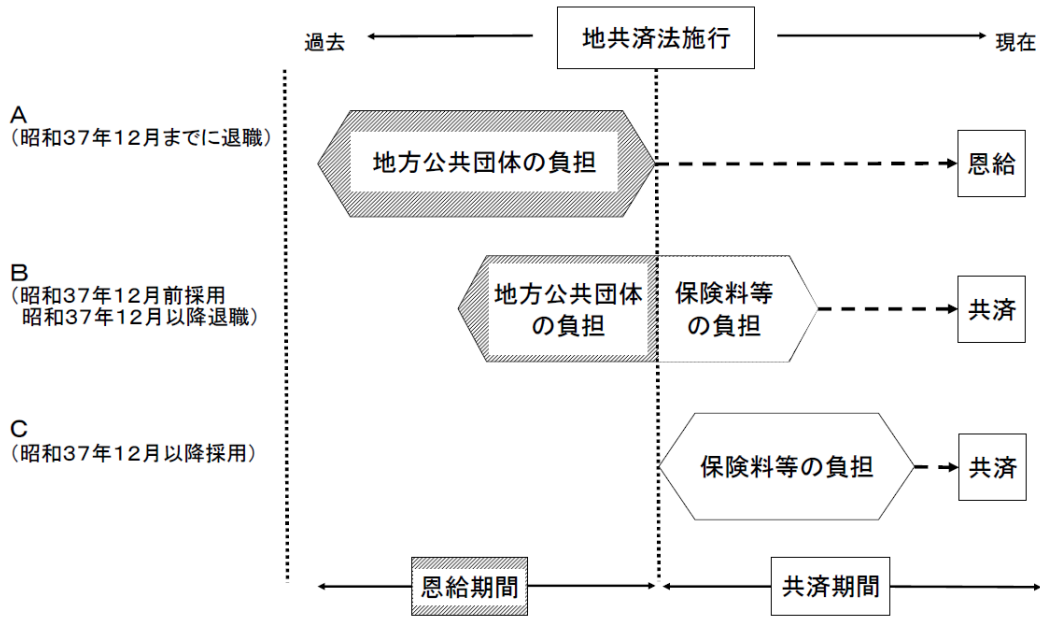 過去
地共済法施行
現在
A
（昭和37年12月までに退職）
地方公共団体の負担
恩給
B
（昭和37年12月前採用
昭和37年12月以降退職）
地方公共団体
の負担
保険料等
の負担
共済
C
（昭和37年12月以降採用）
保険料等の負担
共済
恩給期間
共済期間